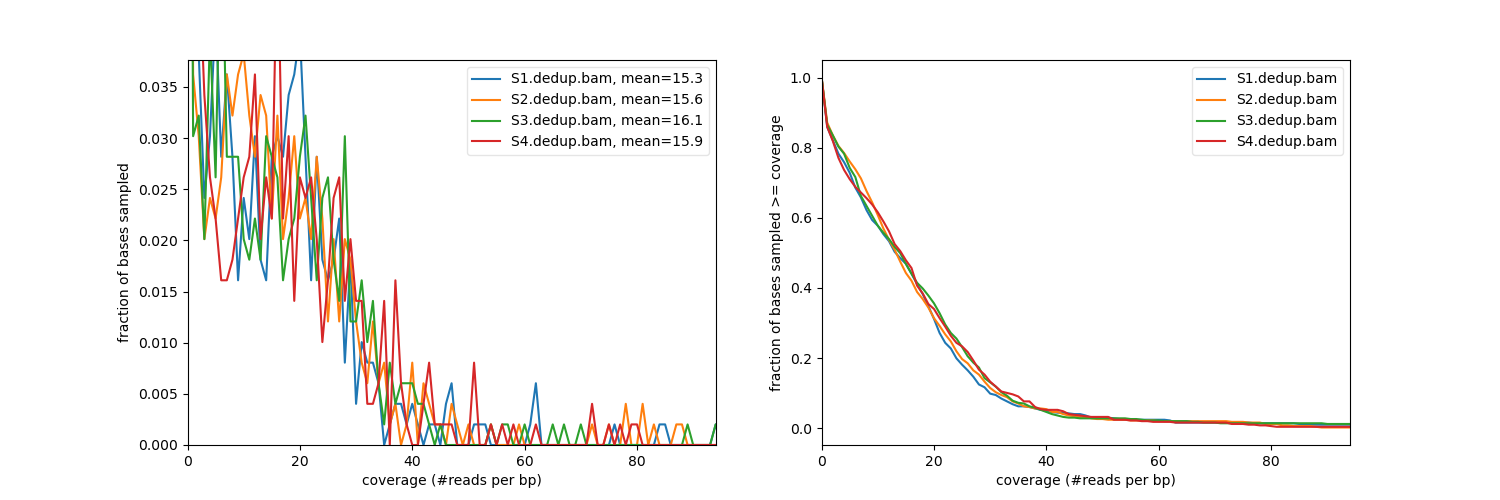 0.035
0.030
0.025
0.020
0.015
0.010
0.005
0.000
fraction of bases sampled
0
20
40
60
80
coverage (#reads per bp)
S1.dedup.bam, mean=15.3
S2.dedup.bam, mean=15.6
S3.dedup.bam, mean=16.1
S4.dedup.bam, mean=15.9
1.0
0.8
0.6
0.4
0.2
0.0
fraction of bases sampled >= coverage
0
20
40
60
80
coverage (#reads per bp)
S1.dedup.bam
S2.dedup.bam
S3.dedup.bam
S4.dedup.bam